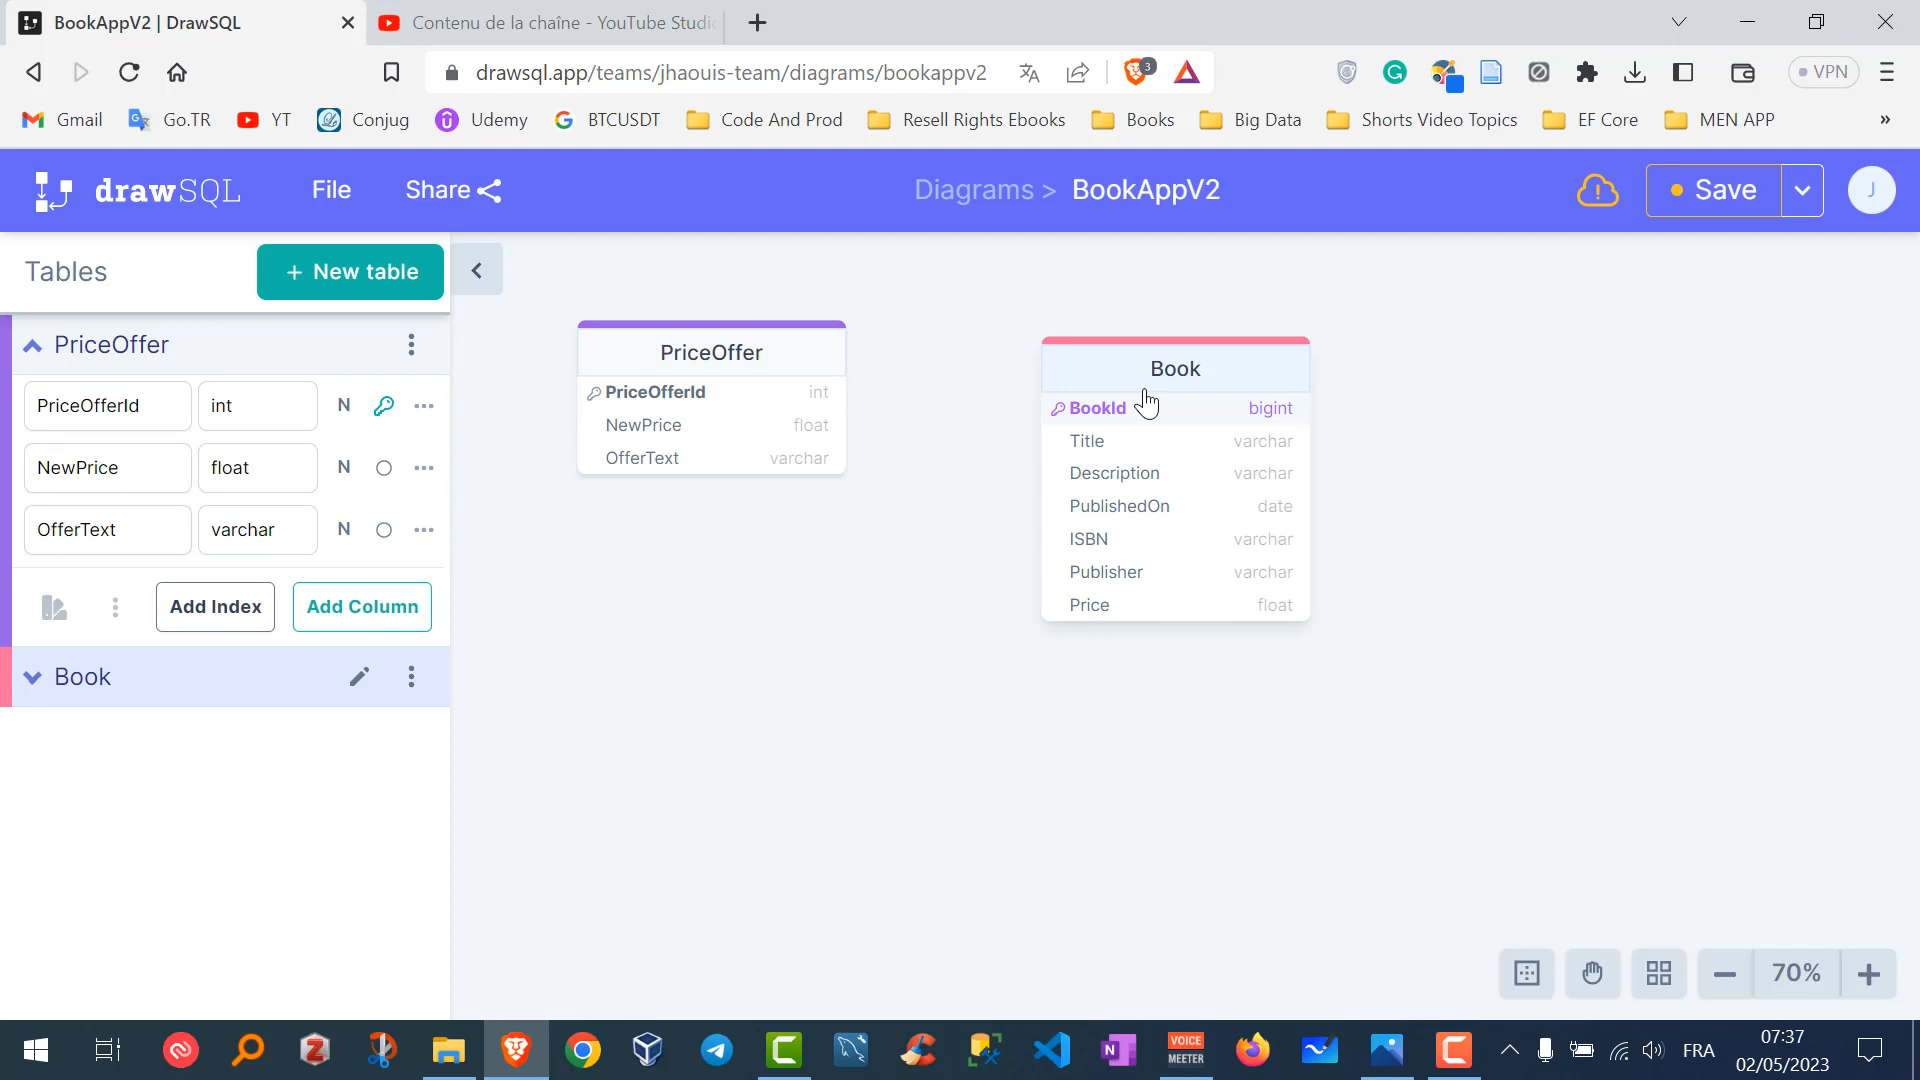 BookAppV2 | DrawSQL
Contenu de la chaîne - YouTube Studi
drawsql.app/teams/jhaouis-team/diagrams/bookappv2
3
VPN
Gmail
Go.TR
YT
Conjug
Udemy
BTCUSDT
Code And Prod
Resell Rights Ebooks
Books
Big Data
Shorts Video Topics
EF Core
MEN APP
»
drawSQL
File
Share
Diagrams > BookAppV2
Save
J
Tables
+ New table
PriceOffer
PriceOfferId int N
NewPrice float N
OfferText varchar N
Add Index
Add Column
Book
PriceOffer
PriceOfferId int
NewPrice float
OfferText varchar
Book
BookId bigint
Title varchar
Description varchar
PublishedOn date
ISBN varchar
Publisher varchar
Price float
70%
VOICE
MEETER
FRA
07:37
02/05/2023